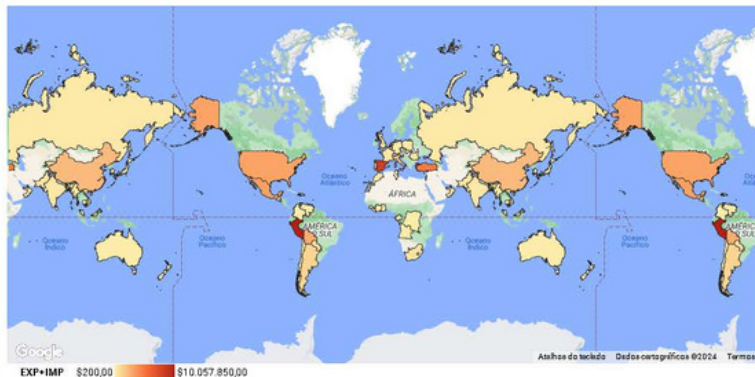 Oceano
Atlântico
ÁFRICA
AMÉRICA
DO SUL
Oceano
Índico
Oceano
Pacífico
Oceano
Índico
Oceano
Pacífico
AMÉRICA
DO SUL
Google
Atalhos do teclado Dados cartográficos ©2024 Termos
EXP+IMP $200,00 $10.057.850,00